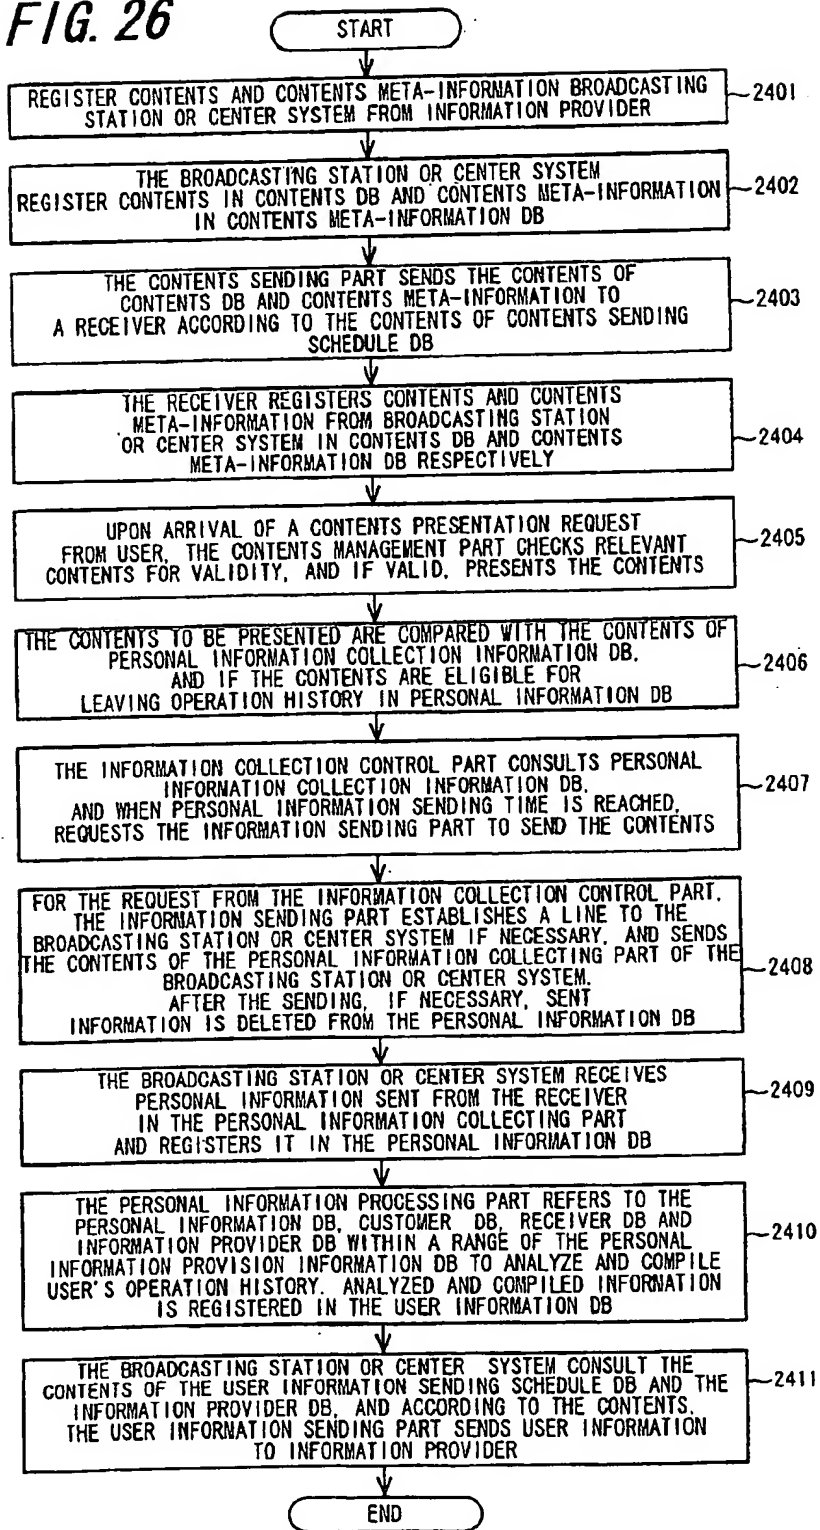 FIG. 26
START
REGISTER CONTENTS AND CONTENTS META-INFORMATION BROADCASTING
STATION OR CENTER SYSTEM FROM INFORMATION PROVIDER
2401
THE BROADCASTING STATION OR CENTER SYSTEM
REGISTER CONTENTS IN CONTENTS DB AND CONTENTS META-INFORMATION
IN CONTENTS META-INFORMATION DB
2402
THE CONTENTS SENDING PART SENDS THE CONTENTS OF
CONTENTS DB AND CONTENTS META-INFORMATION TO
A RECEIVER ACCORDING TO THE CONTENTS OF CONTENTS SENDING
SCHEDULE DB
2403
THE RECEIVER REGISTERS CONTENTS AND CONTENTS
META-INFORMATION FROM BROADCASTING STATION
OR CENTER SYSTEM IN CONTENTS DB AND CONTENTS
META-INFORMATION DB RESPECTIVELY
2404
UPON ARRIVAL OF A CONTENTS PRESENTATION REQUEST
FROM USER, THE CONTENTS MANAGEMENT PART CHECKS RELEVANT
CONTENTS FOR VALIDITY, AND IF VALID, PRESENTS THE CONTENTS
2405
THE CONTENTS TO BE PRESENTED ARE COMPARED WITH THE CONTENTS OF
PERSONAL INFORMATION COLLECTION INFORMATION DB,
AND IF THE CONTENTS ARE ELIGIBLE FOR
LEAVING OPERATION HISTORY IN PERSONAL INFORMATION DB
2406
THE INFORMATION COLLECTION CONTROL PART CONSULTS PERSONAL
INFORMATION COLLECTION INFORMATION DB,
AND WHEN PERSONAL INFORMATION SENDING TIME IS REACHED,
REQUESTS THE INFORMATION SENDING PART TO SEND THE CONTENTS
2407
FOR THE REQUEST FROM THE INFORMATION COLLECTION CONTROL PART,
THE INFORMATION SENDING PART ESTABLISHES A LINE TO THE
BROADCASTING STATION OR CENTER SYSTEM IF NECESSARY, AND SENDS
THE CONTENTS OF THE PERSONAL INFORMATION COLLECTING PART OF THE
BROADCASTING STATION OR CENTER SYSTEM.
AFTER THE SENDING, IF NECESSARY, SENT
INFORMATION IS DELETED FROM THE PERSONAL INFORMATION DB
2408
THE BROADCASTING STATION OR CENTER SYSTEM RECEIVES
PERSONAL INFORMATION SENT FROM THE RECEIVER
IN THE PERSONAL INFORMATION COLLECTING PART
AND REGISTERS IT IN THE PERSONAL INFORMATION DB
2409
THE PERSONAL INFORMATION PROCESSING PART REFERS TO THE
PERSONAL INFORMATION DB, CUSTOMER DB, RECEIVER DB AND
INFORMATION PROVIDER DB WITHIN A RANGE OF THE PERSONAL
INFORMATION PROVISION INFORMATION DB TO ANALYZE AND COMPILE
USER'S OPERATION HISTORY. ANALYZED AND COMPILED INFORMATION
IS REGISTERED IN THE USER INFORMATION DB
2410
THE BROADCASTING STATION OR CENTER SYSTEM CONSULT THE
CONTENTS OF THE USER INFORMATION SENDING SCHEDULE DB AND THE
INFORMATION PROVIDER DB, AND ACCORDING TO THE CONTENTS,
THE USER INFORMATION SENDING PART SENDS USER INFORMATION
TO INFORMATION PROVIDER
2411
END